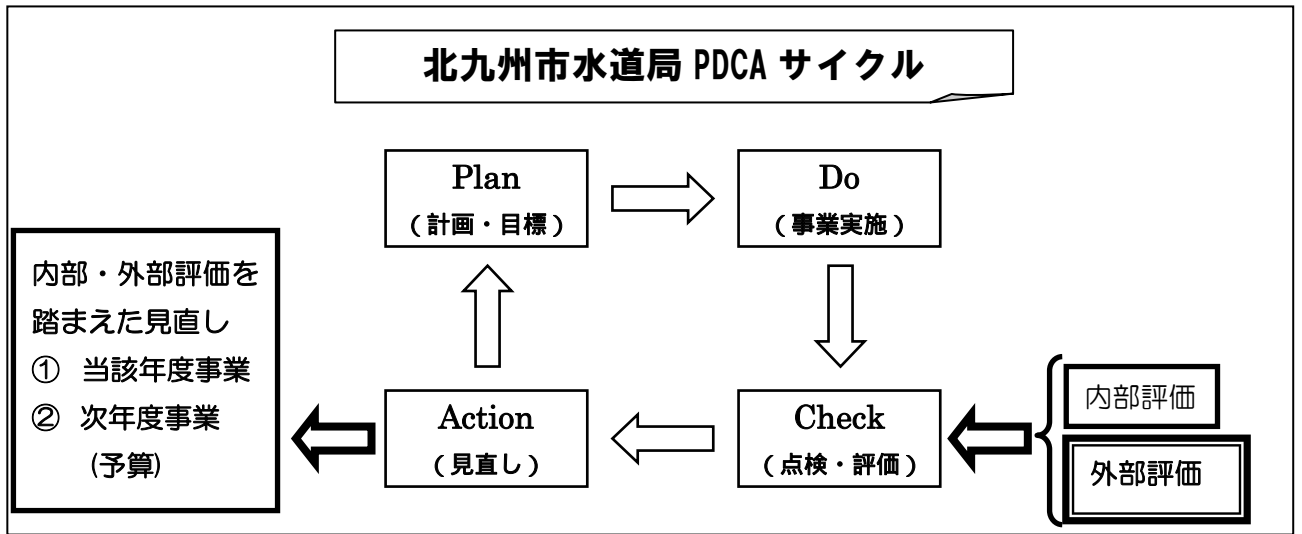 北九州市水道局 PDCA サイクル
Plan
（計画・目標）
Do
（事業実施）
内部・外部評価を
踏まえた見直し
① 当該年度事業
② 次年度事業
(予算)
Action
（見直し）
Check
（点検・評価）
内部評価
外部評価